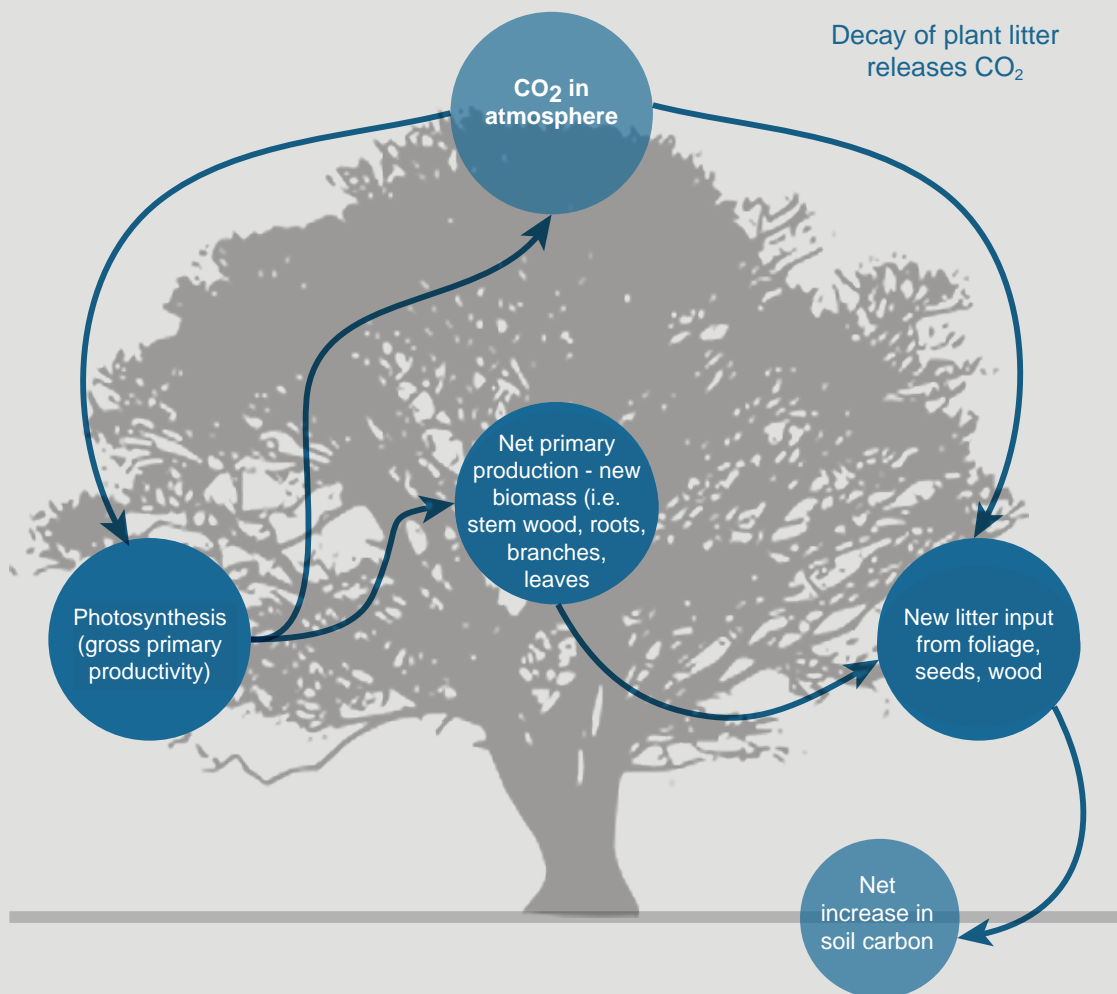 Decay of plant litter
releases CO₂
CO₂ in
atmosphere
Net primary
production - new
biomass (i.e.
stem wood, roots,
branches,
leaves
Photosynthesis
(gross primary
productivity)
New litter input
from foliage,
seeds, wood
Net
increase in
soil carbon